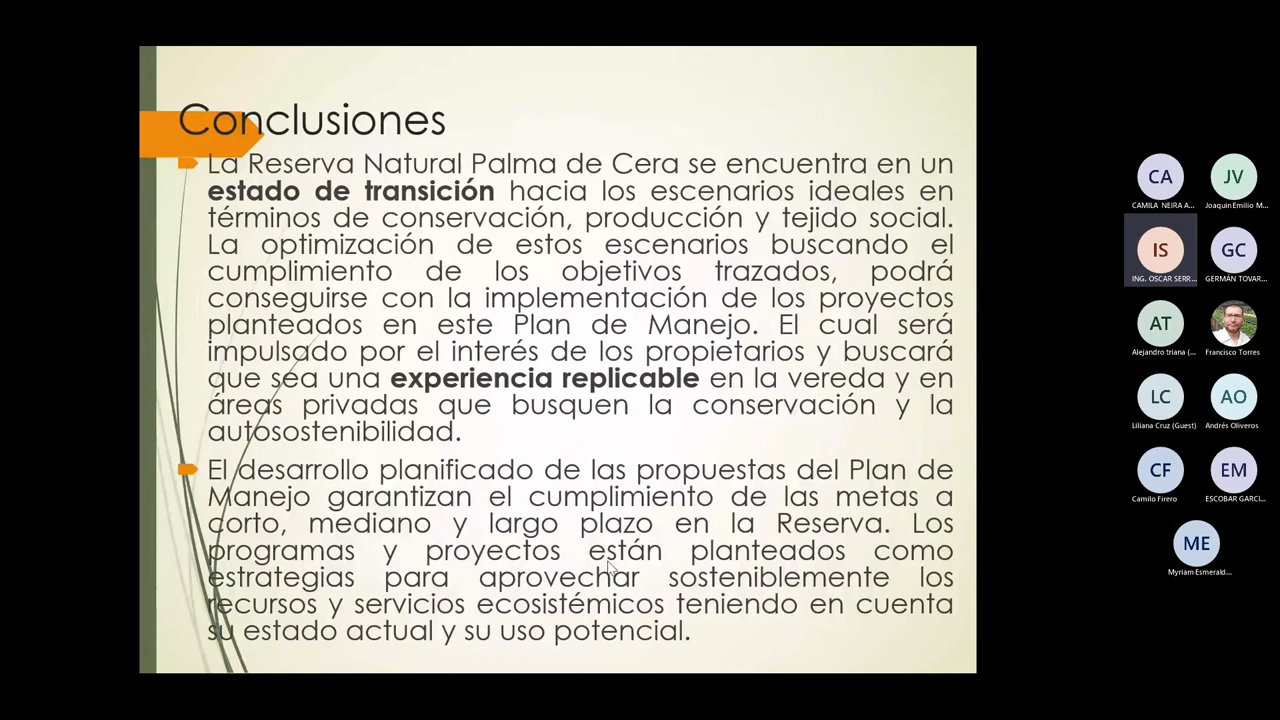 Conclusiones
La Reserva Natural Palma de Cera se encuentra en un
estado de transición hacia los escenarios ideales en
términos de conservación, producción y tejido social.
La optimización de estos escenarios buscando el
cumplimiento de los objetivos trazados, podrá
conseguirse con la implementación de los proyectos
planteados en este Plan de Manejo. El cual será
impulsado por el interés de los propietarios y buscará
que sea una experiencia replicable en la vereda y en
áreas privadas que busquen la conservación y la
autosostenibilidad.
El desarrollo planificado de las propuestas del Plan de
Manejo garantizan el cumplimiento de las metas a
corto, mediano y largo plazo en la Reserva. Los
programas y proyectos están planteados como
estrategias para aprovechar sosteniblemente los
recursos y servicios ecosistémicos teniendo en cuenta
su estado actual y su uso potencial.
CA
JV
CAMILA NEIRA A...
Joaquin Emilio M...
IS
GC
ING. OSCAR SERR...
GERMÁN TOVAR...
AT
Alejandro triana (...
Francisco Torres
LC
AO
Liliana Cruz (Guest)
Andrés Oliveros
CF
EM
Camilo Firero
ESCOBAR GARCI...
ME
Myriam Esmerald...